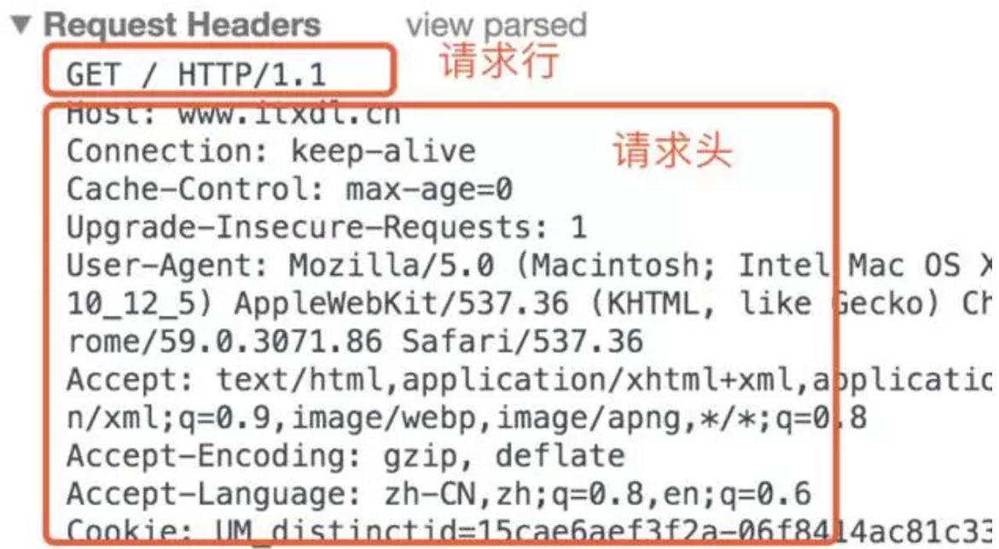 ▼ Request Headers view parsed
GET / HTTP/1.1 请求行
Host: www.itxdl.cn
Connection: keep-alive 请求头
Cache-Control: max-age=0
Upgrade-Insecure-Requests: 1
User-Agent: Mozilla/5.0 (Macintosh; Intel Mac OS X
10_12_5) AppleWebKit/537.36 (KHTML, like Gecko) Ch
rome/59.0.3071.86 Safari/537.36
Accept: text/html,application/xhtml+xml,applicatio
n/xml;q=0.9,image/webp,image/apng,*/*;q=0.8
Accept-Encoding: gzip, deflate
Accept-Language: zh-CN,zh;q=0.8,en;q=0.6
Cookie: UM_distinctid=15cae6aef3f2a-06f8414ac81c33